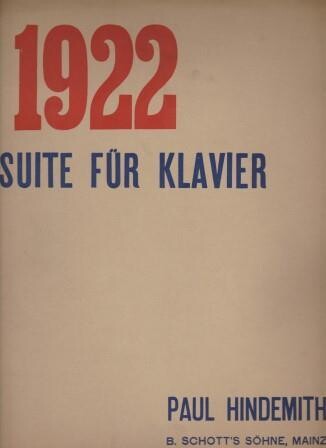 1922
SUITE FÜR KLAVIER
PAUL HINDEMITH
B. SCHOTT'S SÖHNE, MAINZ